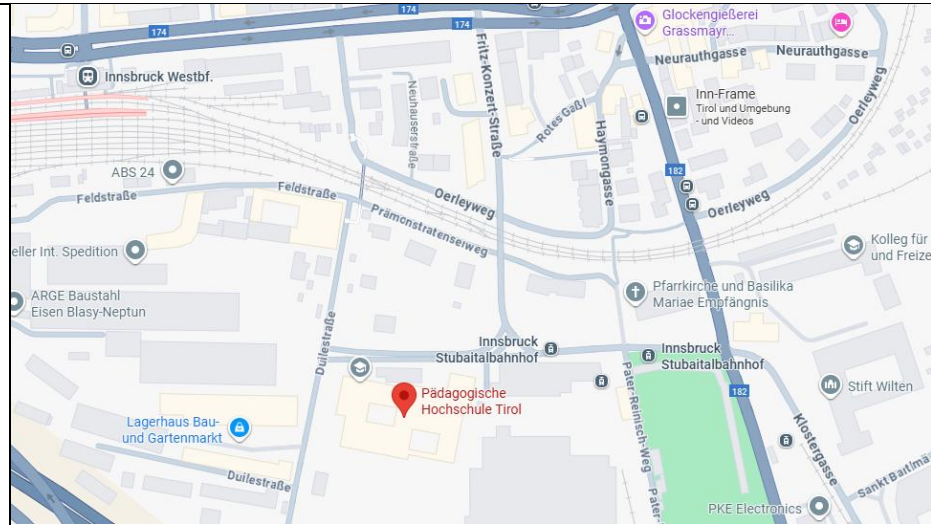 174
174
Glockengießerei
Grassmayr...
Neurauthgasse
Neurauthgasse
Innsbruck Westbf.
Fritz-Konzert-Straße
Neuhauserstraße
Rotes Gaßl
Haymongasse
Inn-Frame
Tirol und Umgebung
- und Videos
Oerleyweg
ABS 24
182
Feldstraße
Feldstraße
Oerleyweg
Oerleyweg
Prämonstratenserweg
eller Int. Spedition
Kolleg für
und Freize
ARGE Baustahl
Eisen Blasy-Neptun
Pfarrkirche und Basilika
Mariae Empfängnis
Duilestraße
Innsbruck
Stubaitalbahnhof
Innsbruck
Stubaitalbahnhof
Pädagogische
Hochschule Tirol
Pater-Reinisch-Weg
182
Stift Wilten
Lagerhaus Bau-
und Gartenmarkt
Klostergasse
Duilestraße
Pater-
Sankt Bartlmä
PKE Electronics